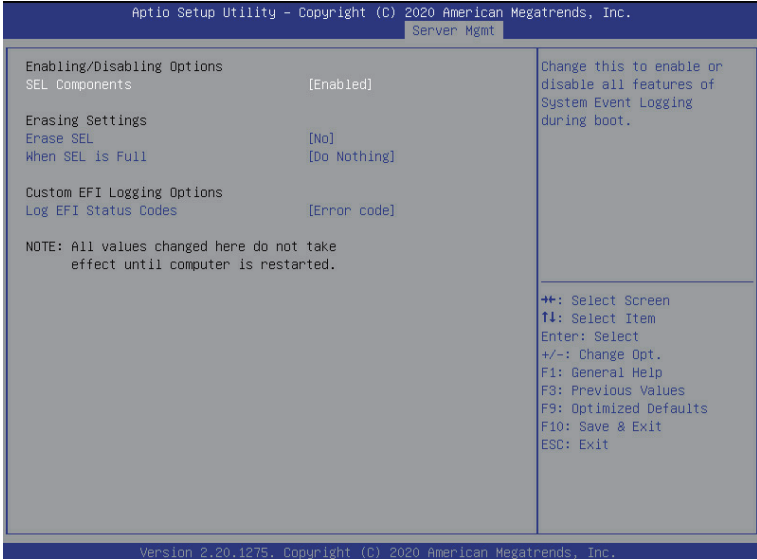 Aptio Setup Utility – Copyright (C) 2020 American Megatrends, Inc.
Server Mgmt
Enabling/Disabling Options
SEL Components [Enabled]
Erasing Settings
Erase SEL [No]
When SEL is Full [Do Nothing]
Custom EFI Logging Options
Log EFI Status Codes [Error code]
NOTE: All values changed here do not take
effect until computer is restarted.
Change this to enable or
disable all features of
System Event Logging
during boot.
→←: Select Screen
↑↓: Select Item
Enter: Select
+/-: Change Opt.
F1: General Help
F3: Previous Values
F9: Optimized Defaults
F10: Save & Exit
ESC: Exit
Version 2.20.1275. Copyright (C) 2020 American Megatrends, Inc.